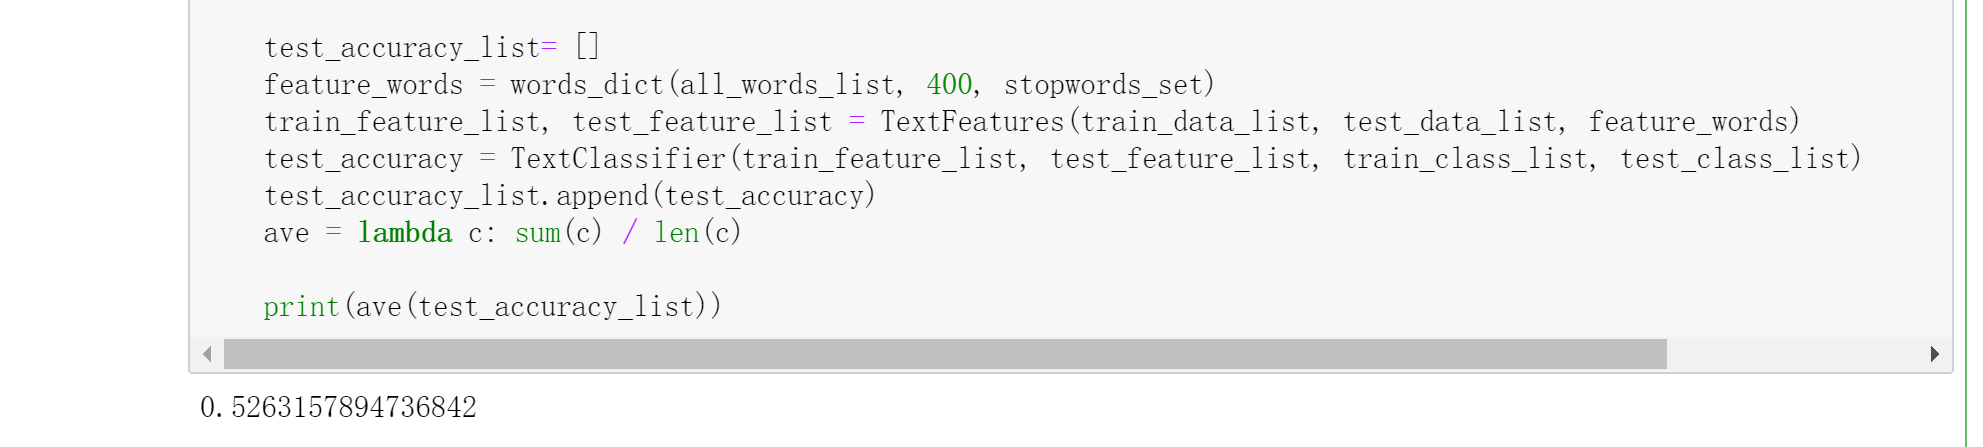 test_accuracy_list= []
feature_words = words_dict(all_words_list, 400, stopwords_set)
train_feature_list, test_feature_list = TextFeatures(train_data_list, test_data_list, feature_words)
test_accuracy = TextClassifier(train_feature_list, test_feature_list, train_class_list, test_class_list)
test_accuracy_list.append(test_accuracy)
ave = lambda c: sum(c) / len(c)
print(ave(test_accuracy_list))
0.5263157894736842